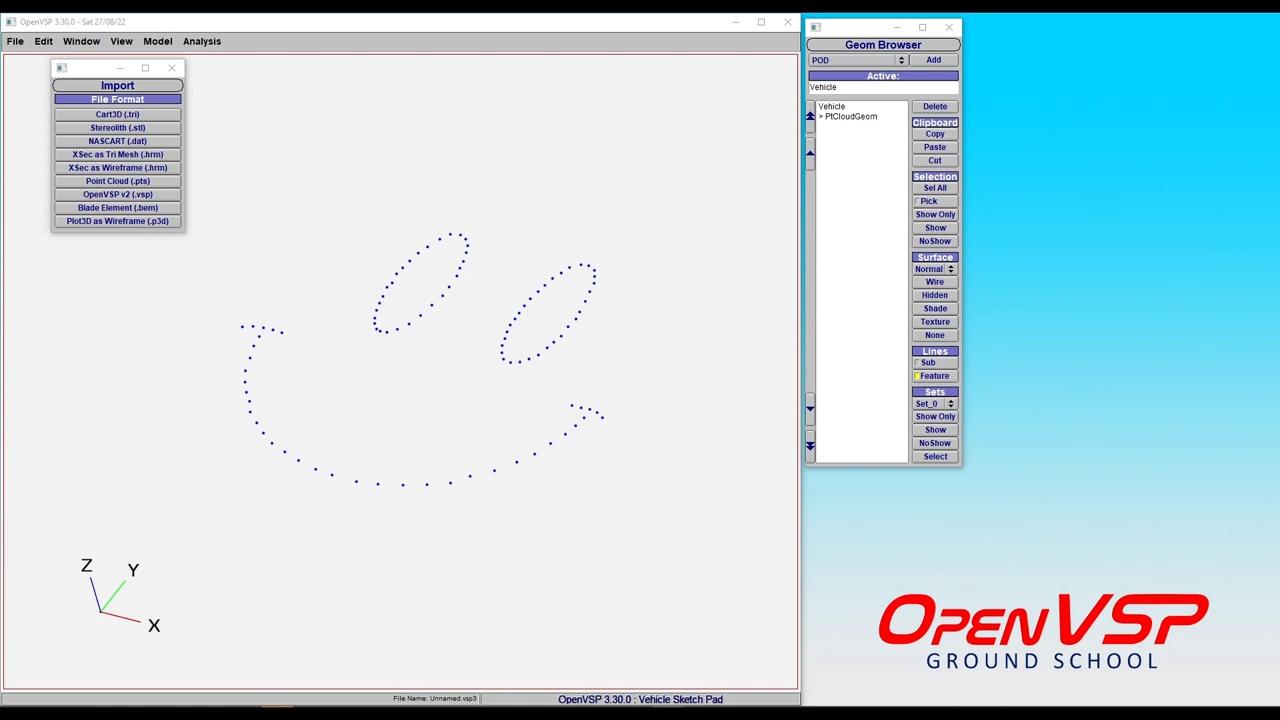 OpenVSP 3.30.0 - Sat 27/08/22
File Edit Window View Model Analysis
Import
File Format
Cart3D (.tri)
Stereolith (.stl)
NASCART (.dat)
XSec as Tri Mesh (.hrm)
XSec as Wireframe (.hrm)
Point Cloud (.pts)
OpenVSP v2 (.vsp)
Blade Element (.bem)
Plot3D as Wireframe (.p3d)
Z
Y
X
File Name: Unnamed.vsp3
OpenVSP 3.30.0 : Vehicle Sketch Pad
Geom Browser
POD
Add
Active:
Vehicle
Vehicle
> PtCloudGeom
Delete
Clipboard
Copy
Paste
Cut
Selection
Sel All
Pick
Show Only
Show
NoShow
Surface
Normal
Wire
Hidden
Shade
Texture
None
Lines
Sub
Feature
Sets
Set_0
Show Only
Show
NoShow
Select
OPENVSP
GROUND SCHOOL